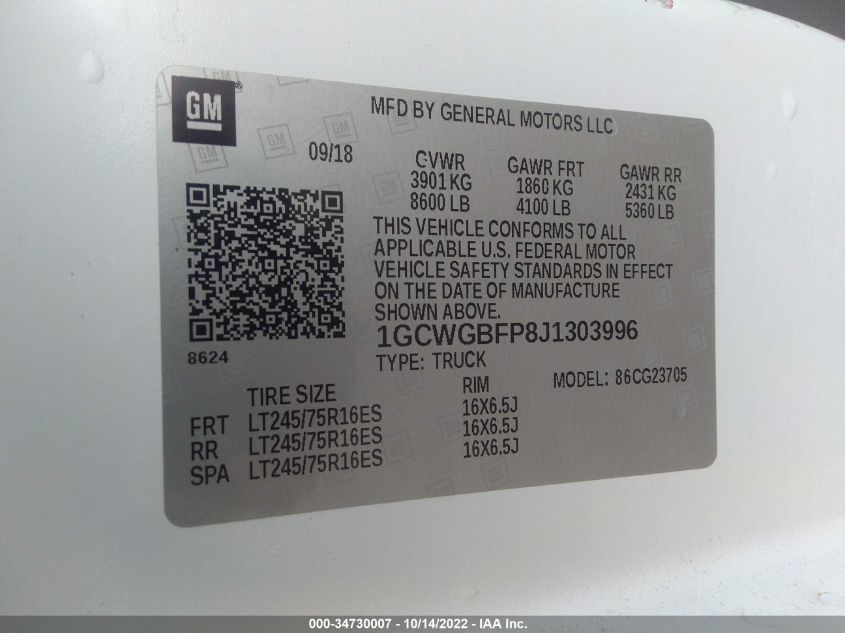 GM ®
MFD BY GENERAL MOTORS LLC
09/18
GVWR GAWR FRT GAWR RR
3901 KG 1860 KG 2431 KG
8600 LB 4100 LB 5360 LB
THIS VEHICLE CONFORMS TO ALL
APPLICABLE U.S. FEDERAL MOTOR
VEHICLE SAFETY STANDARDS IN EFFECT
ON THE DATE OF MANUFACTURE
SHOWN ABOVE.
1GCWGBFP8J1303996
8624
TYPE: TRUCK
MODEL: 86CG23705
TIRE SIZE RIM
FRT LT245/75R16ES 16X6.5J
RR LT245/75R16ES 16X6.5J
SPA LT245/75R16ES 16X6.5J
000-34730007 - 10/14/2022 - IAA Inc.